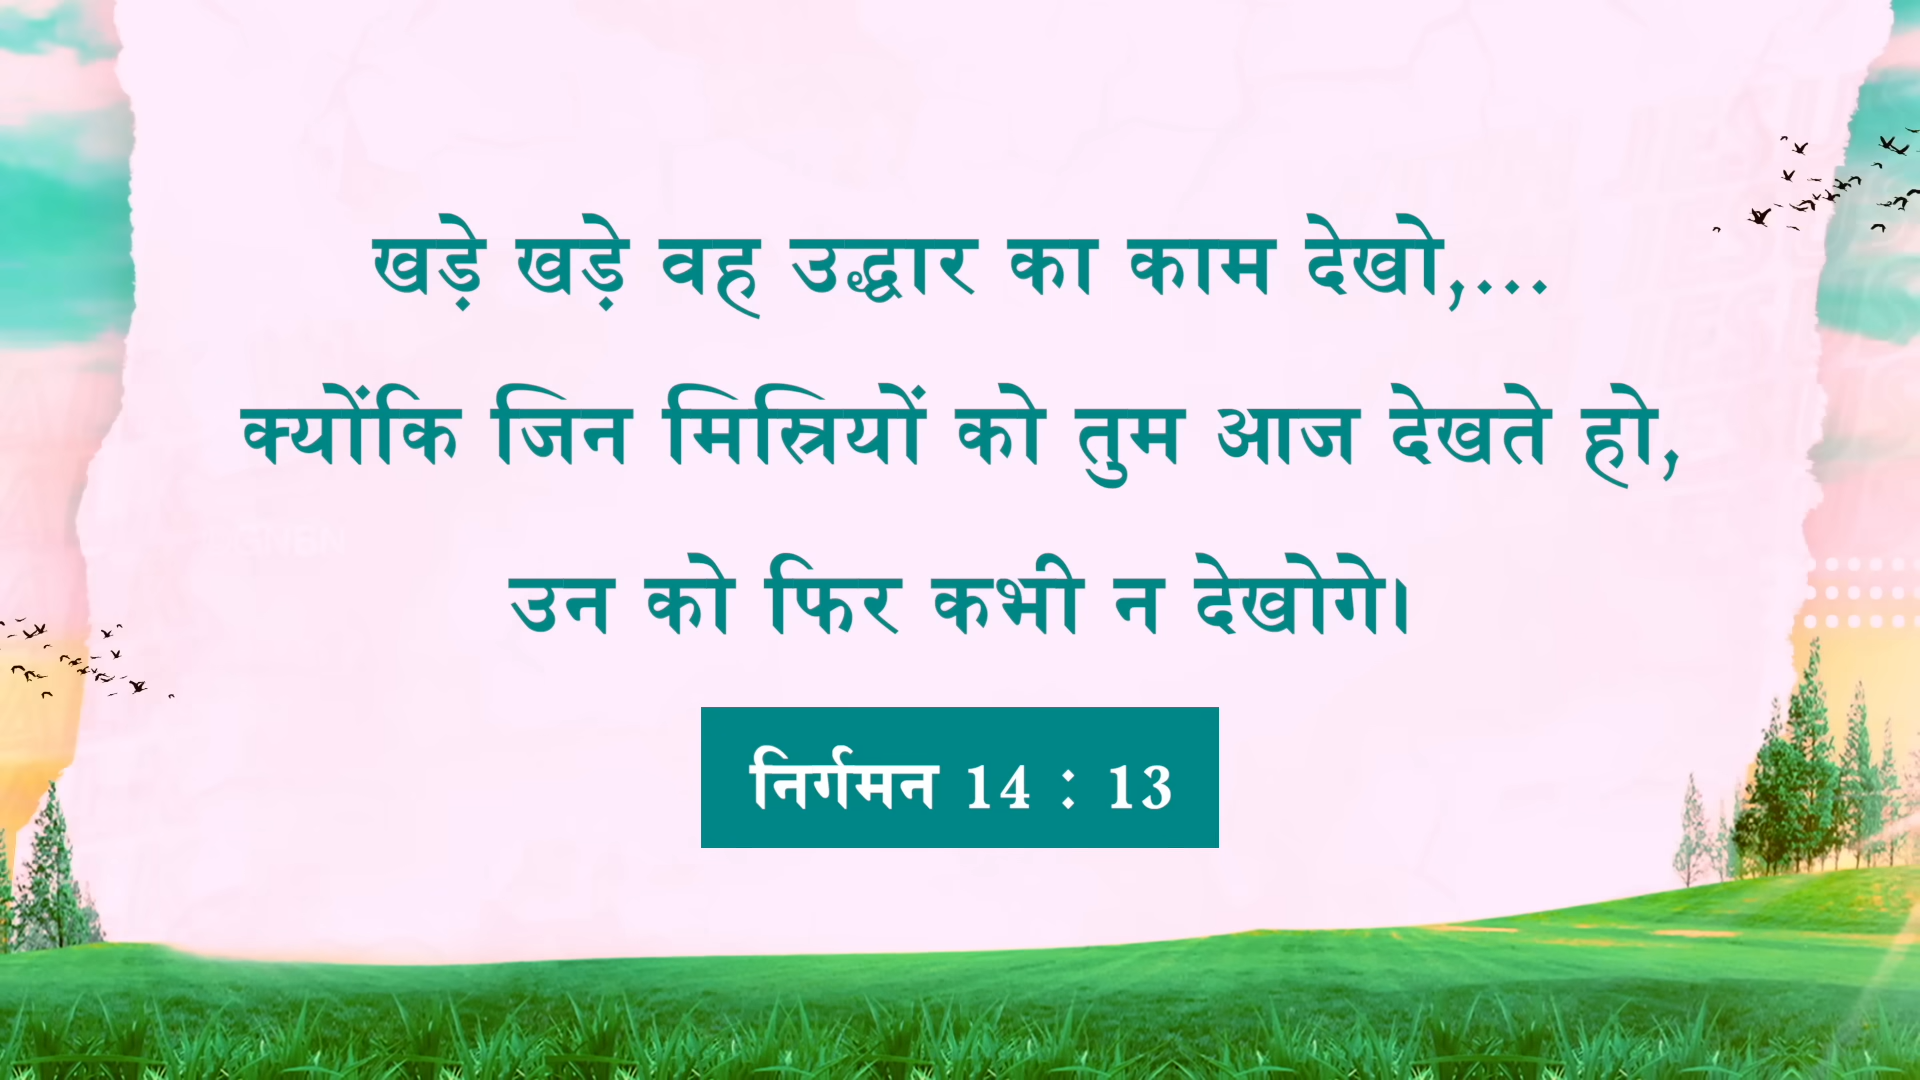 खड़े खड़े वह उद्धार का काम देखो,...
क्योंकि जिन मिस्रियों को तुम आज देखते हो,
उन को फिर कभी न देखोगे।
निर्गमन 14 : 13